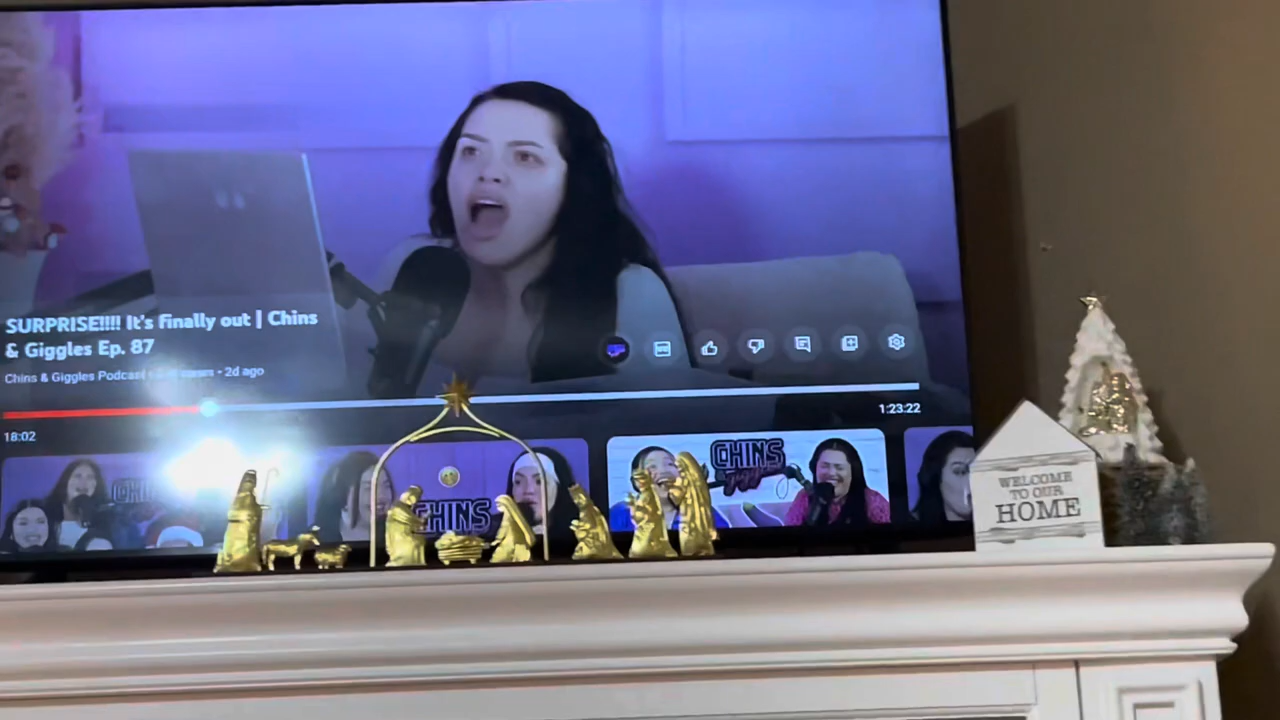 SURPRISE!!!! It's finally out | Chins
& Giggles Ep. 87
Chins & Giggles Podcast
2d ago
18:02
1:23:22
CHINS
CHINS
WELCOME
TO OUR
HOME